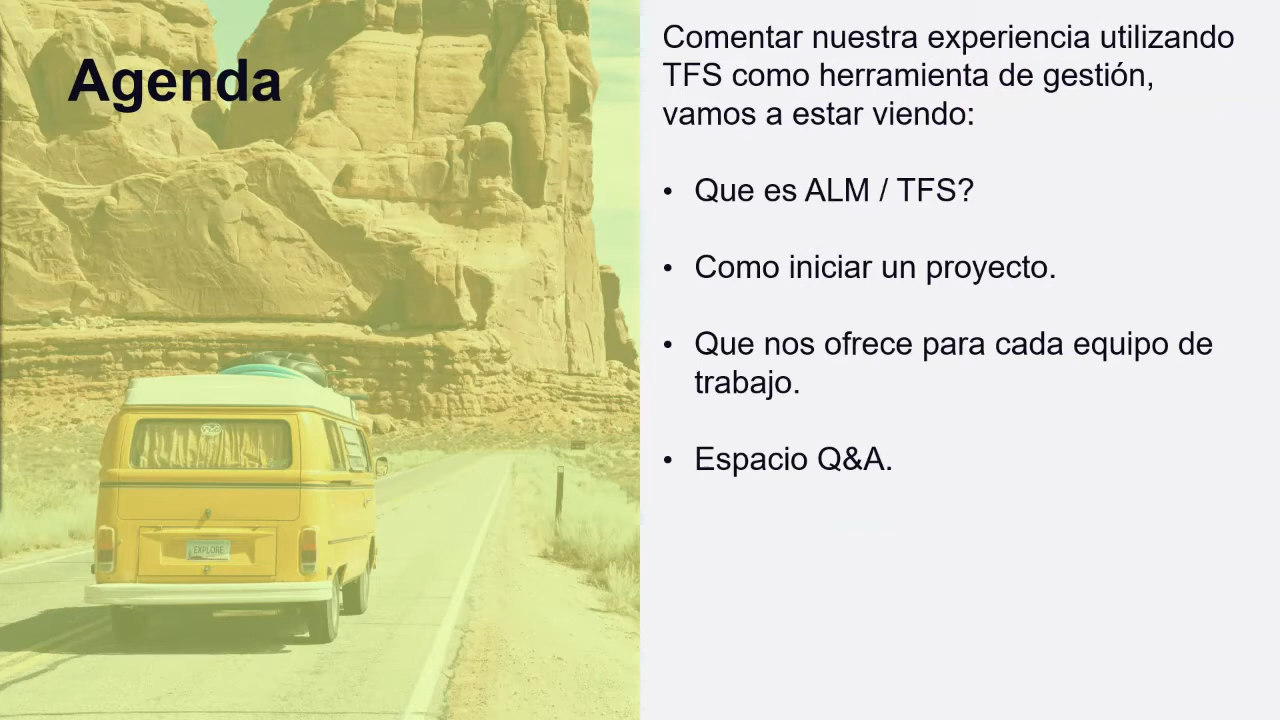 Agenda
Comentar nuestra experiencia utilizando
TFS como herramienta de gestión,
vamos a estar viendo:
• Que es ALM / TFS?
• Como iniciar un proyecto.
• Que nos ofrece para cada equipo de
trabajo.
• Espacio Q&A.
EXPLORE